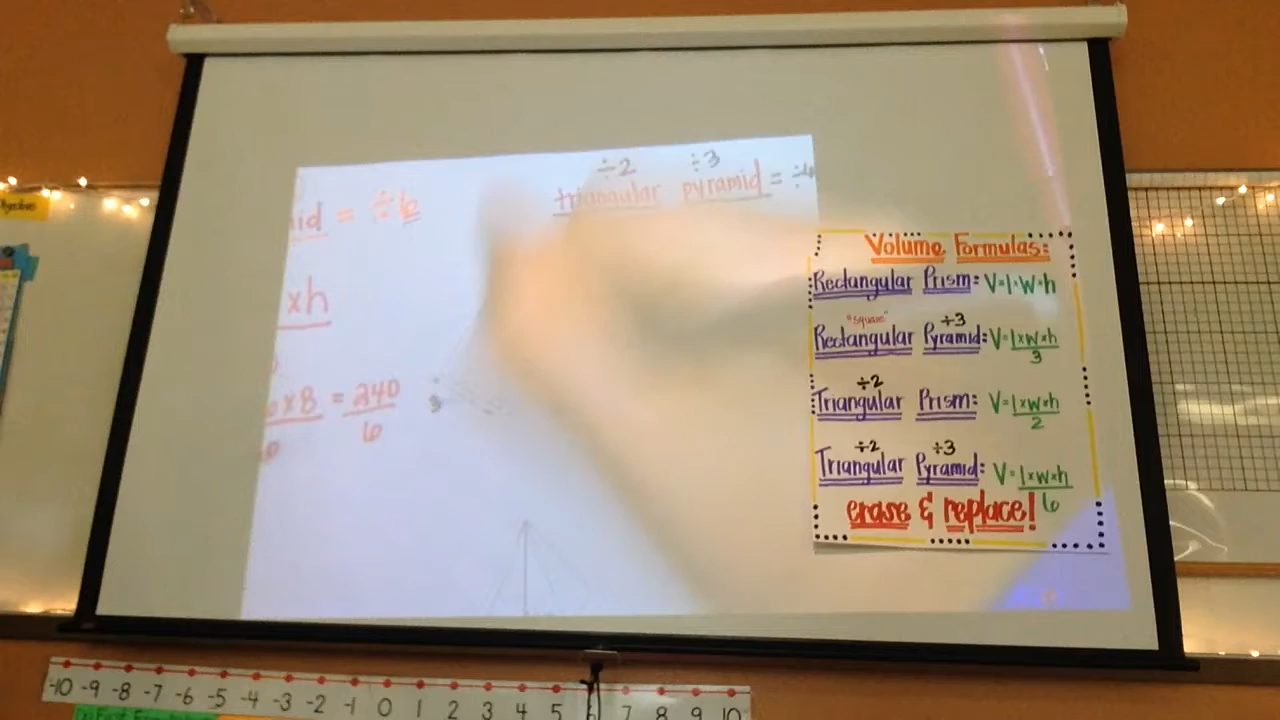 ÷2 ÷3
triangular pyramid = ÷
id = ÷6
xh
x8 = 240
6
Volume Formulas:
Rectangular Prism: V=l×w×h
"square" ÷3
Rectangular Pyramid: V=l×w×h
3
÷2
Triangular Prism: V=l×w×h
2
÷2 ÷3
Triangular Pyramid: V=l×w×h
6
erase & replace!
-10 -9 -8 -7 -6 -5 -4 -3 -2 -1 0 1 2 3 4 5 6 7 8 9 10